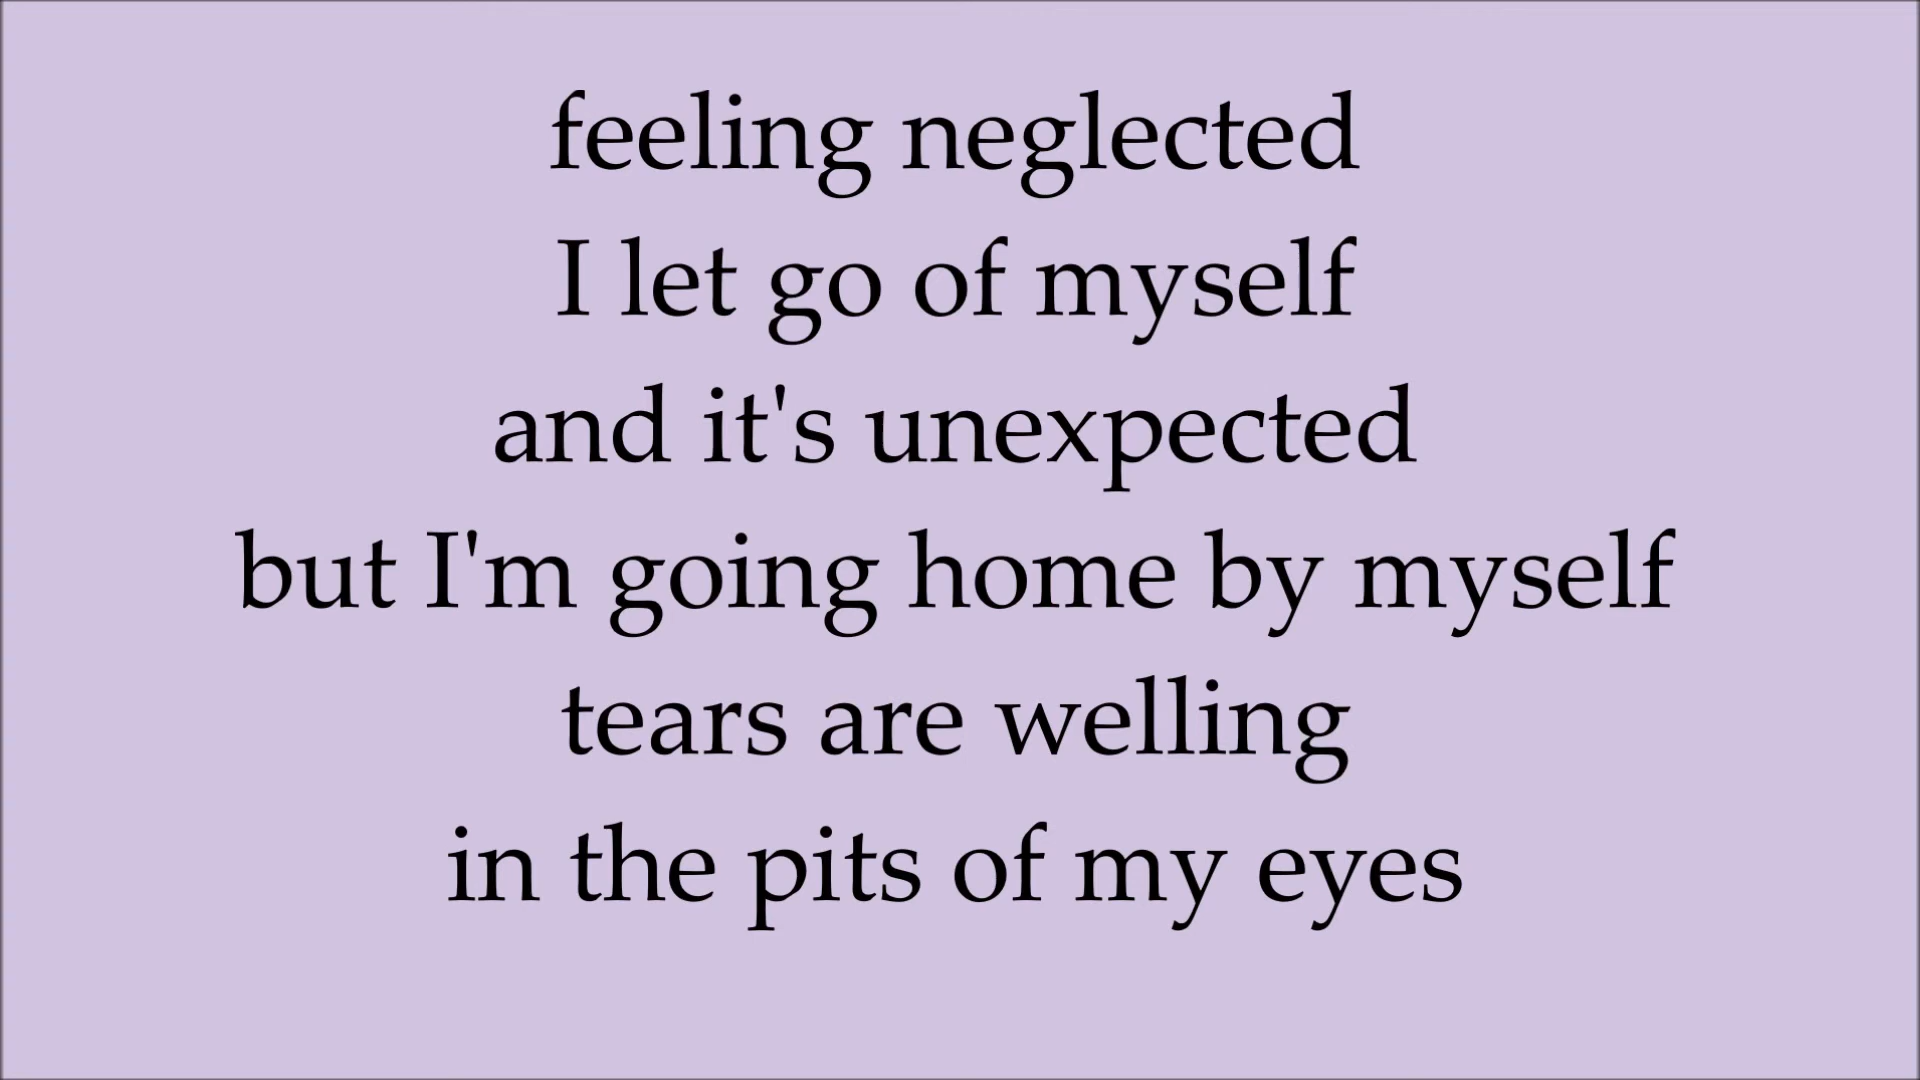 feeling neglected
I let go of myself
and it's unexpected
but I'm going home by myself
tears are welling
in the pits of my eyes